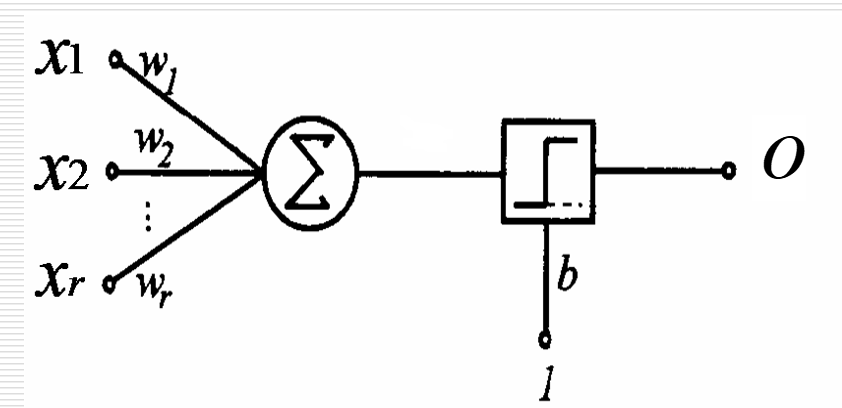 x1 w1
w2
x2 Σ O
⋮
xr wr b
1